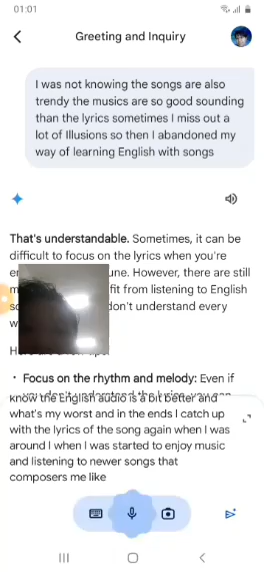 01:01
Greeting and Inquiry
I was not knowing the songs are also
trendy the musics are so good sounding
than the lyrics sometimes I miss out a
lot of Illusions so then I abandoned my
way of learning English with songs
That's understandable. Sometimes, it can be
difficult to focus on the lyrics when you're
une. However, there are still
m fit from listening to English
don't understand every
w
• Focus on the rhythm and melody: Even if
know the English audio is a bit better and
what's my worst and in the ends I catch up
with the lyrics of the song again when I was
around I when I was started to enjoy music
and listening to newer songs that
composers me like